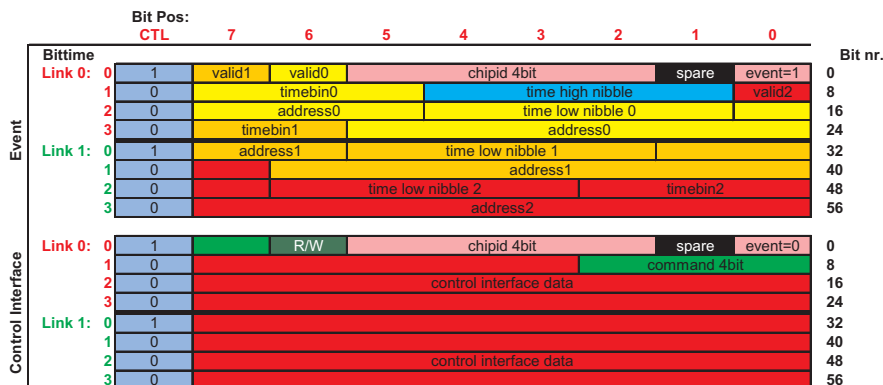 Bit Pos:
CTL 7 6 5 4 3 2 1 0
Bittime Bit nr.
Event
Link 0: 0 1 valid1 valid0 chipid 4bit spare event=1 0
1 0 timebin0 time high nibble valid2 8
2 0 address0 time low nibble 0 16
3 0 timebin1 address0 24
Link 1: 0 1 address1 time low nibble 1 32
1 0 address1 40
2 0 time low nibble 2 timebin2 48
3 0 address2 56
Control Interface
Link 0: 0 1 R/W chipid 4bit spare event=0 0
1 0 command 4bit 8
2 0 control interface data 16
3 0 24
Link 1: 0 1 32
1 0 40
2 0 control interface data 48
3 0 56